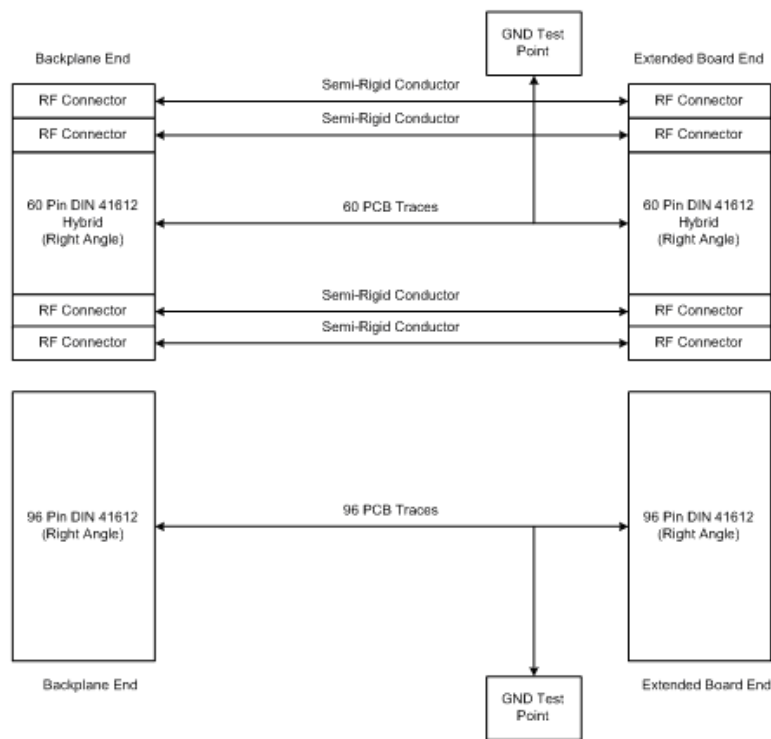 GND Test
Point
Backplane End
Extended Board End
Semi-Rigid Conductor
RF Connector
RF Connector
Semi-Rigid Conductor
RF Connector
RF Connector
60 Pin DIN 41612
Hybrid
(Right Angle)
60 PCB Traces
60 Pin DIN 41612
Hybrid
(Right Angle)
Semi-Rigid Conductor
RF Connector
RF Connector
Semi-Rigid Conductor
RF Connector
RF Connector
96 Pin DIN 41612
(Right Angle)
96 PCB Traces
96 Pin DIN 41612
(Right Angle)
Backplane End
Extended Board End
GND Test
Point